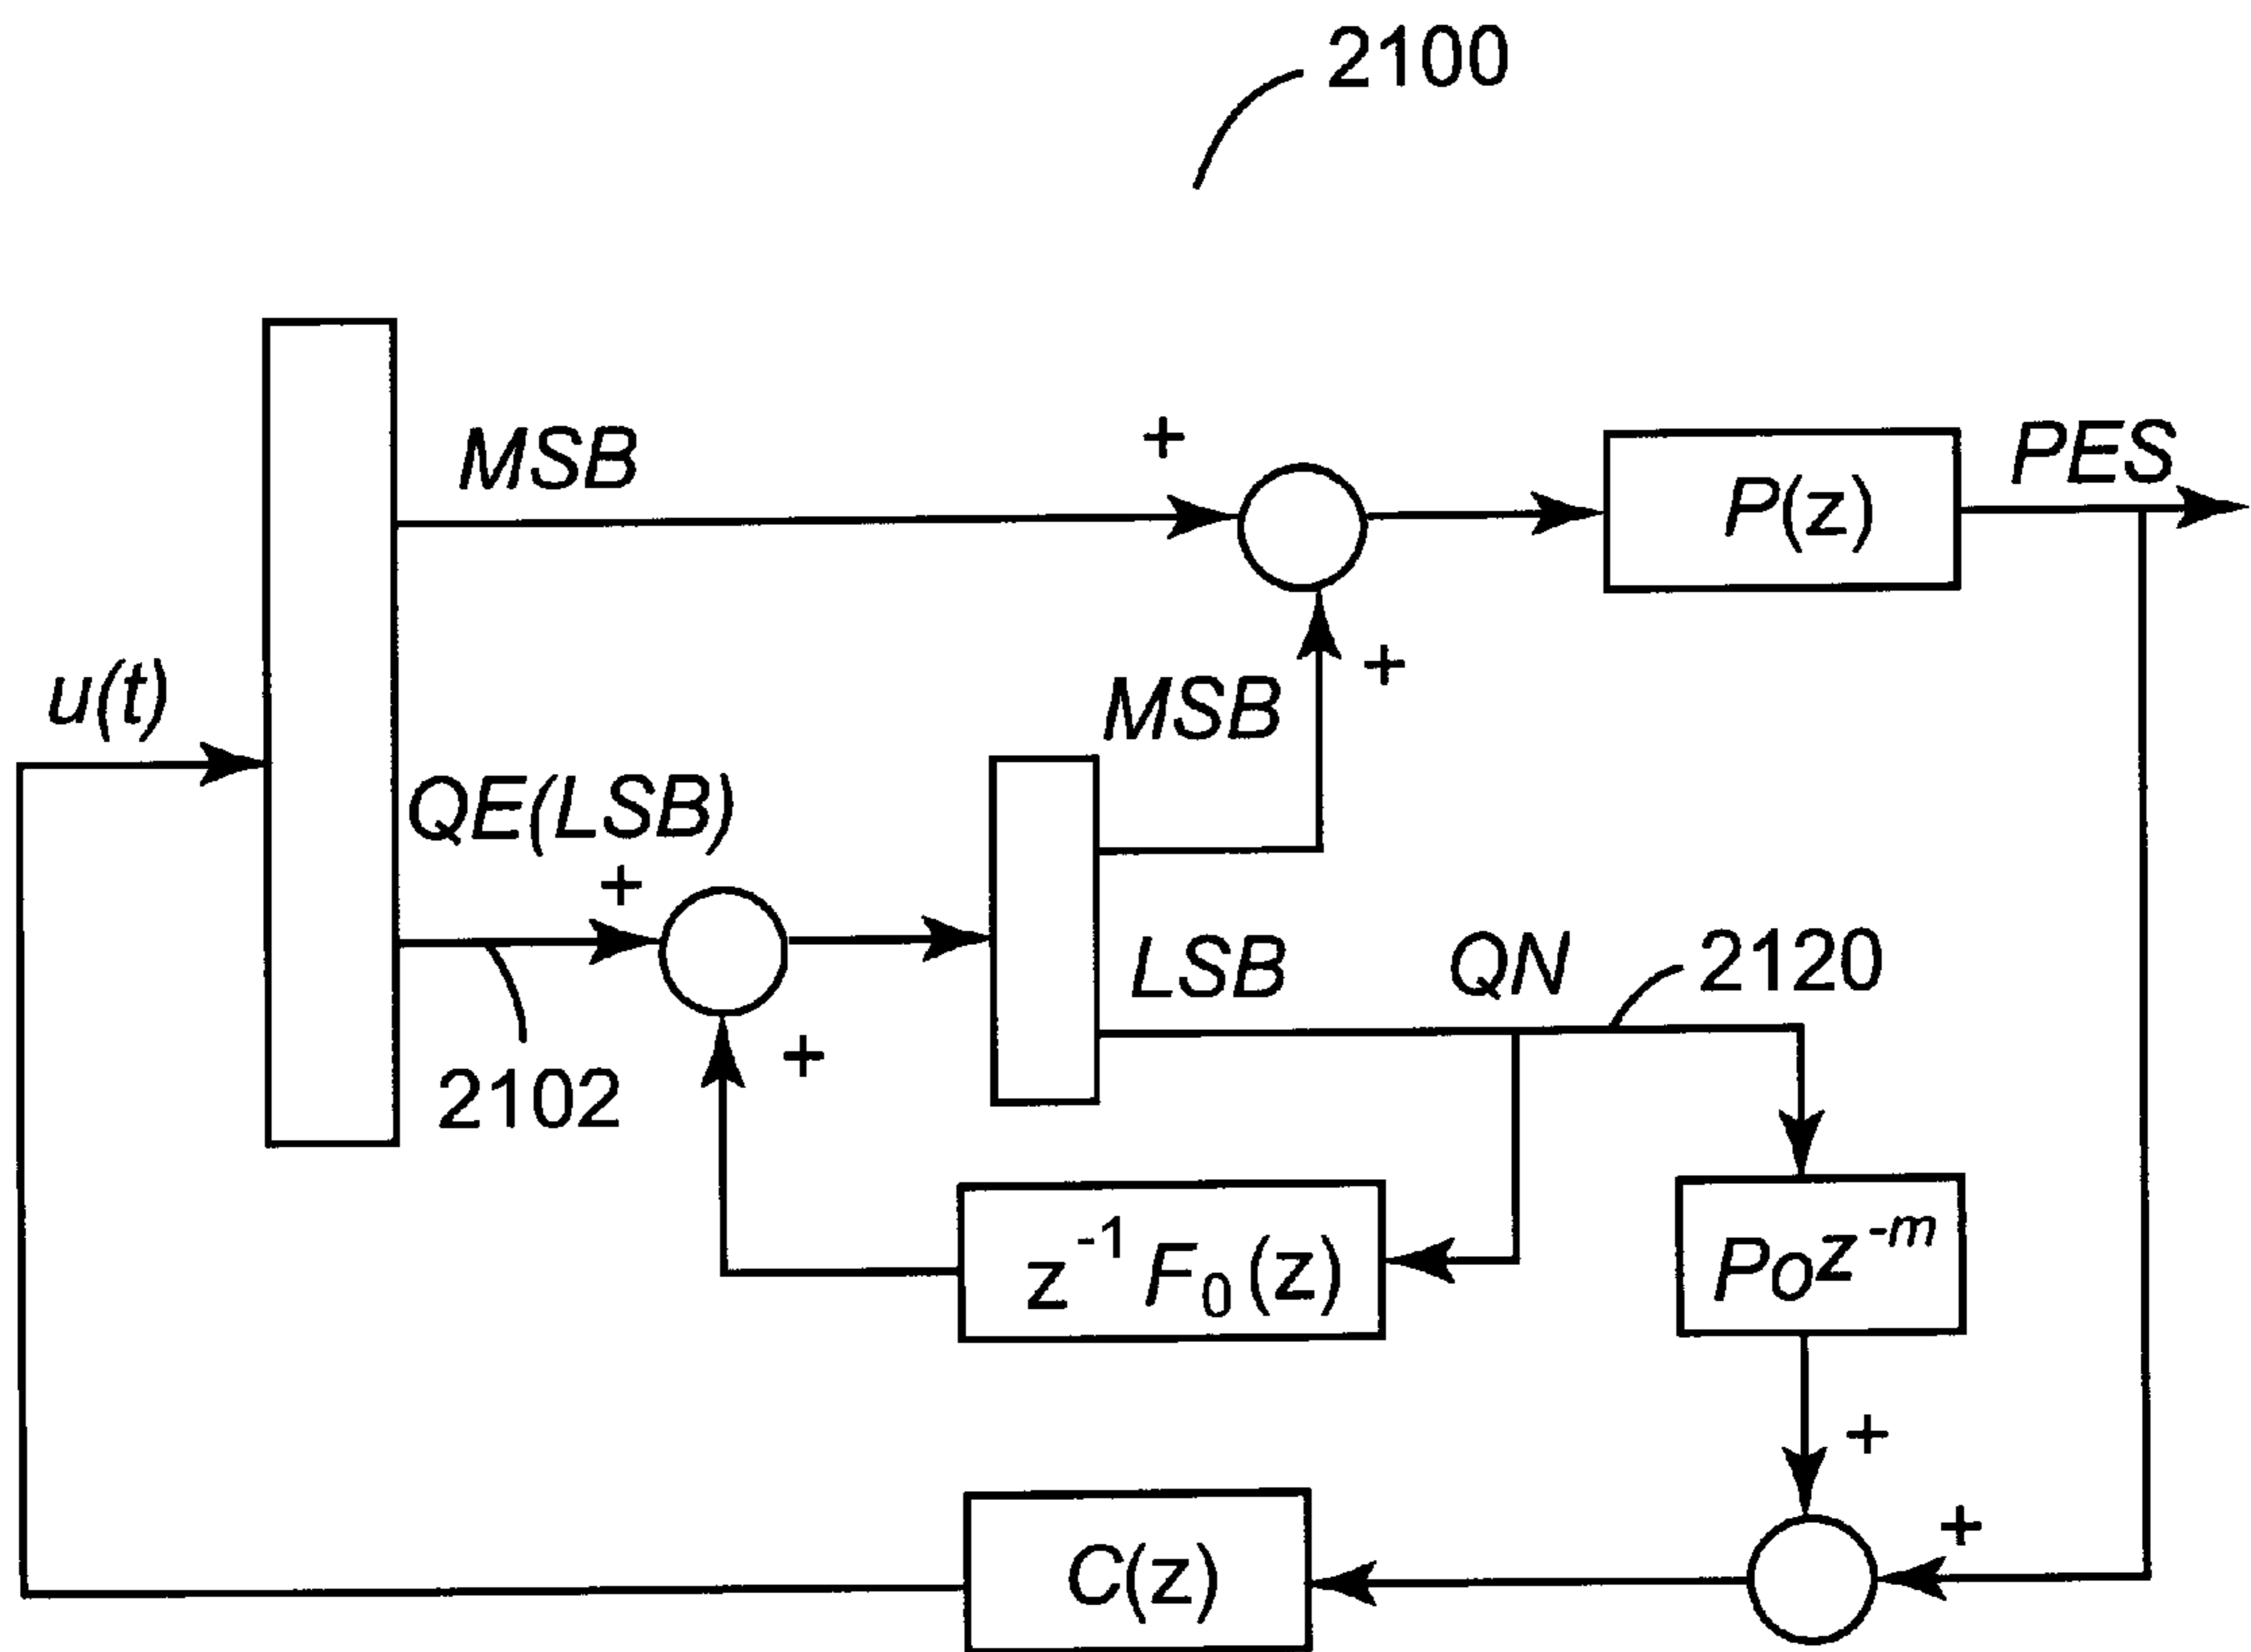 2100
MSB
+
P(z)
PES
+
MSB
u(t)
QE(LSB)
+
LSB
QN
2120
2102
+
z⁻¹ F₀(z)
Poz⁻ᵐ
+
+
C(z)